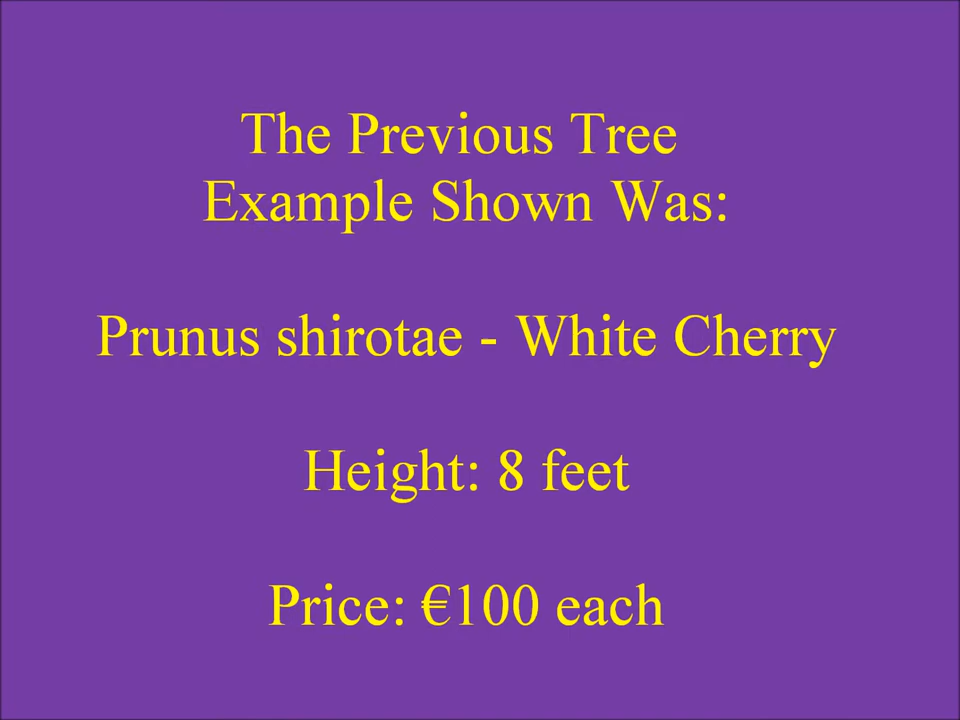 The Previous Tree
Example Shown Was:
Prunus shirotae - White Cherry
Height: 8 feet
Price: €100 each